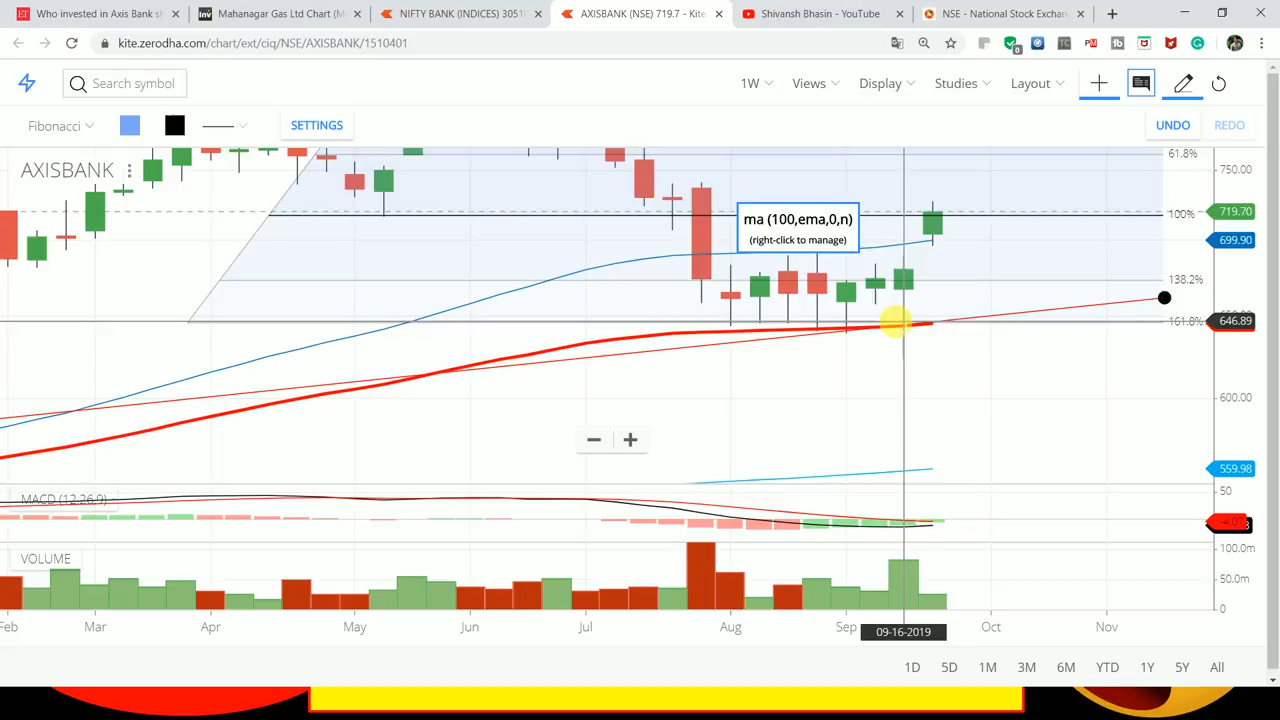 Who invested in Axis Bank s
Mahanagar Gas Ltd Chart (M
NIFTY BANK(INDICES) 3051
AXISBANK (NSE) 719.7 - Kite
Shivansh Bhasin - YouTube
NSE - National Stock Exchan
kite.zerodha.com/chart/ext/ciq/NSE/AXISBANK/1510401
Search symbol
1W
Views
Display
Studies
Layout
Fibonacci
SETTINGS
UNDO
REDO
AXISBANK
61.8%
750.00
100%
719.70
ma (100,ema,0,n)
(right-click to manage)
699.90
138.2%
161.8%
646.89
600.00
559.98
MACD (12,26,9)
50
-4.07
VOLUME
100.0m
50.0m
0
Feb
Mar
Apr
May
Jun
Jul
Aug
Sep
09-16-2019
Oct
Nov
1D
5D
1M
3M
6M
YTD
1Y
5Y
All